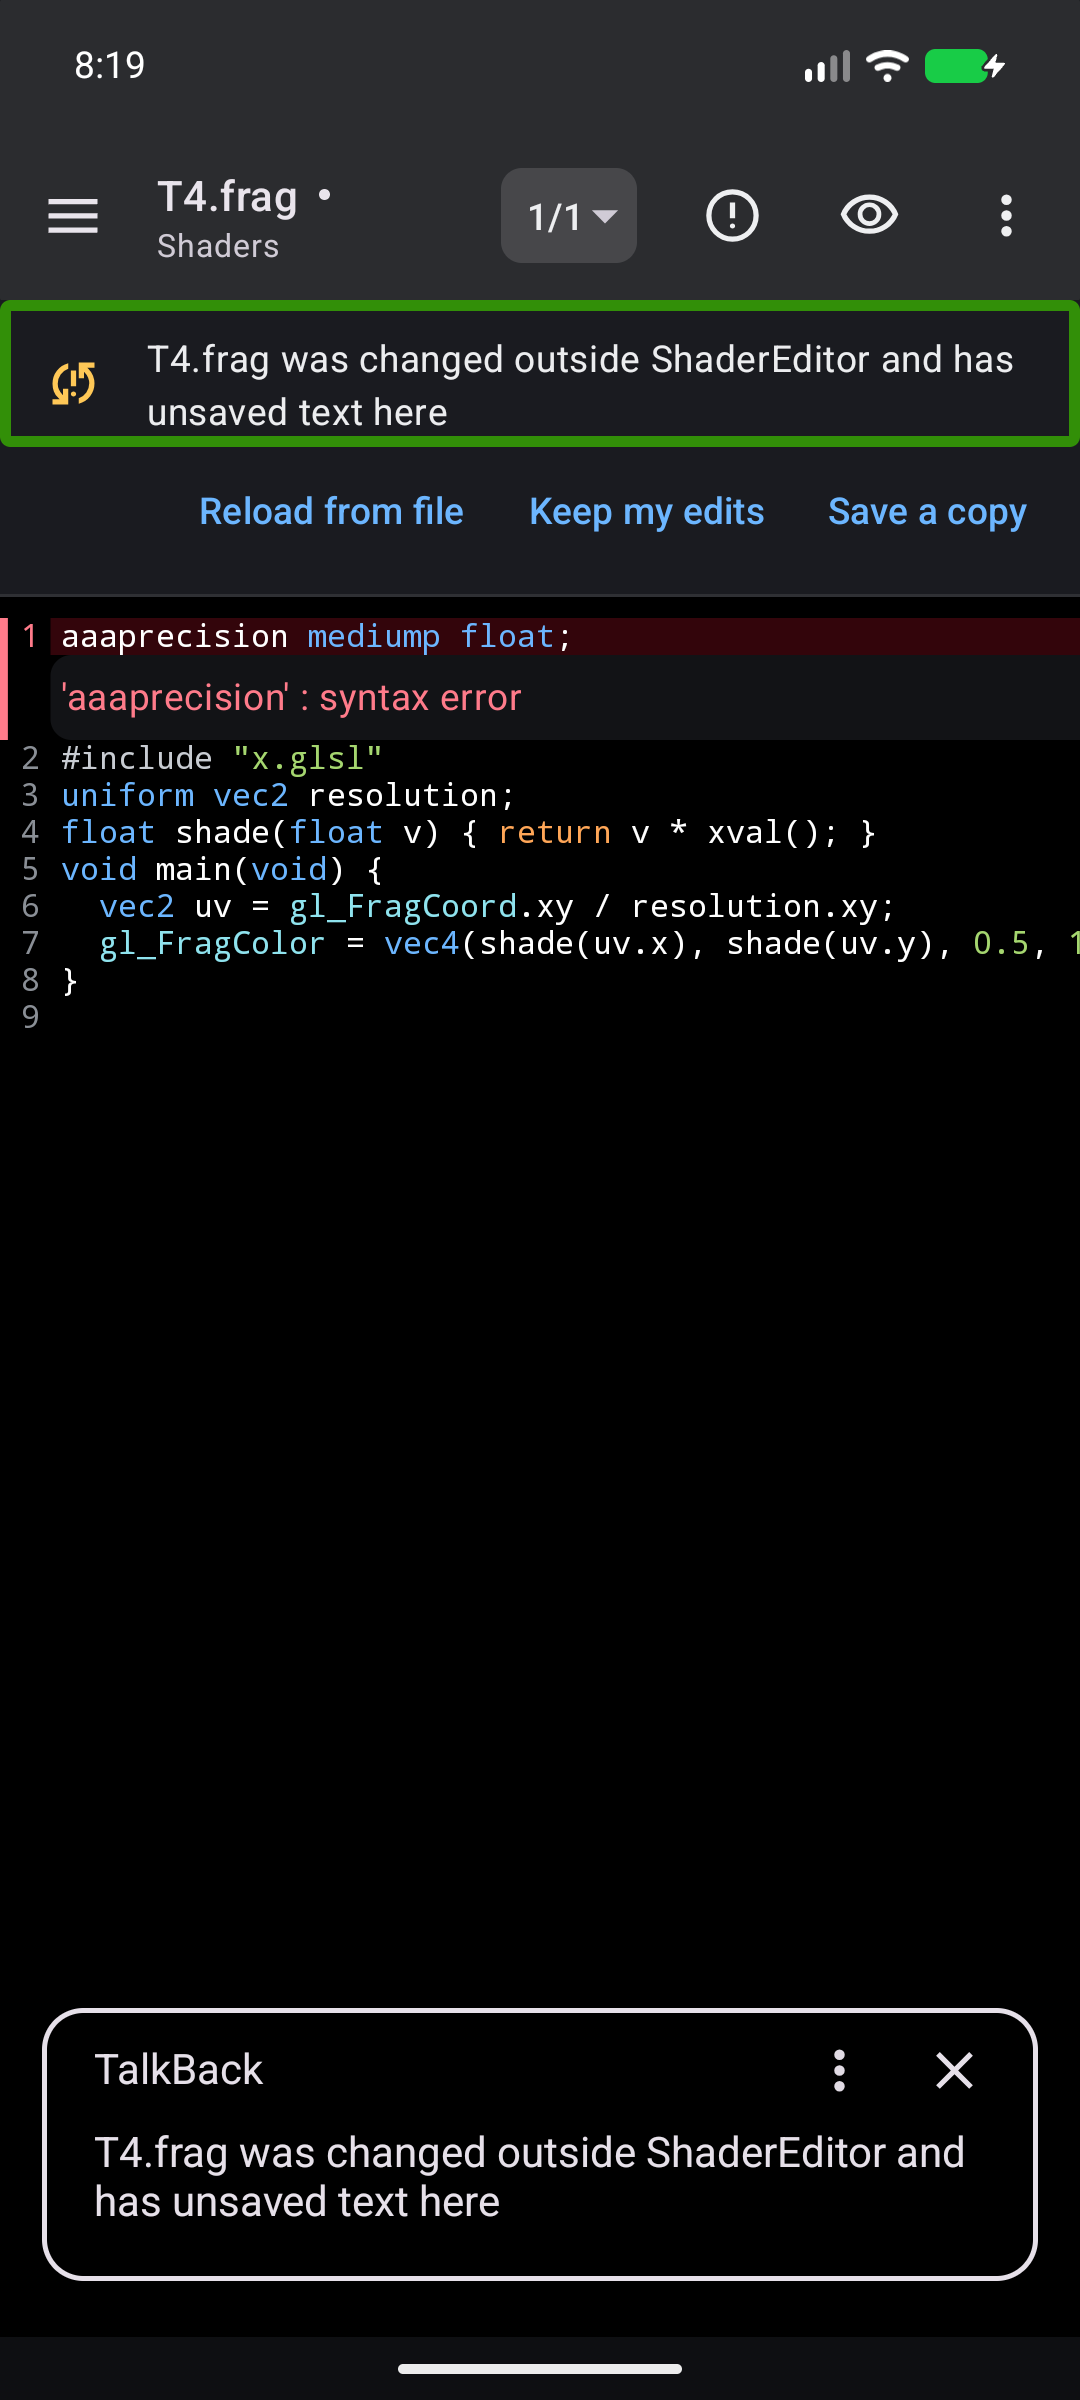 8:19
T4.frag •
Shaders
1/1
T4.frag was changed outside ShaderEditor and has
unsaved text here
Reload from file Keep my edits Save a copy
1 aaaprecision mediump float;
'aaaprecision' : syntax error
2 #include "x.glsl"
3 uniform vec2 resolution;
4 float shade(float v) { return v * xval(); }
5 void main(void) {
6   vec2 uv = gl_FragCoord.xy / resolution.xy;
7   gl_FragColor = vec4(shade(uv.x), shade(uv.y), 0.5, 1
8 }
9
TalkBack
T4.frag was changed outside ShaderEditor and
has unsaved text here